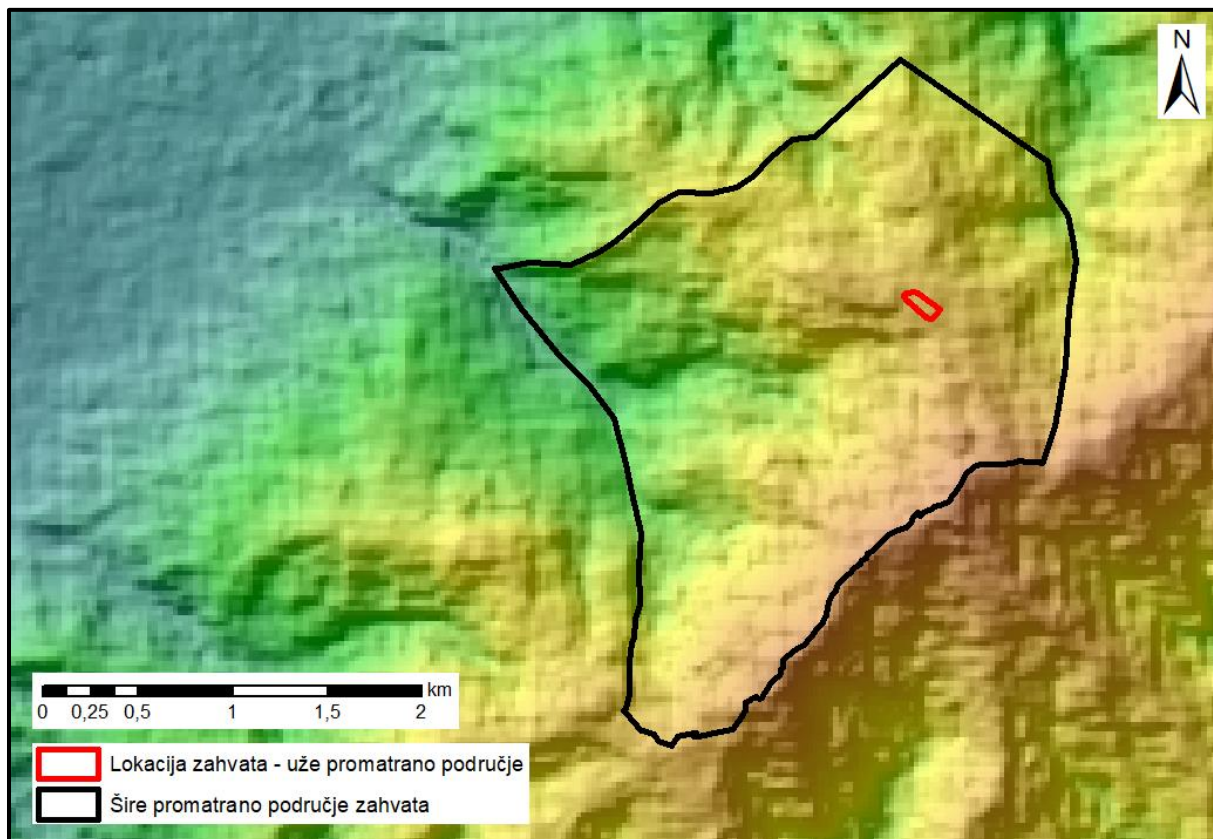 N
km
0 0,25 0,5 1 1,5 2
Lokacija zahvata - uže promatrano područje
Šire promatrano područje zahvata